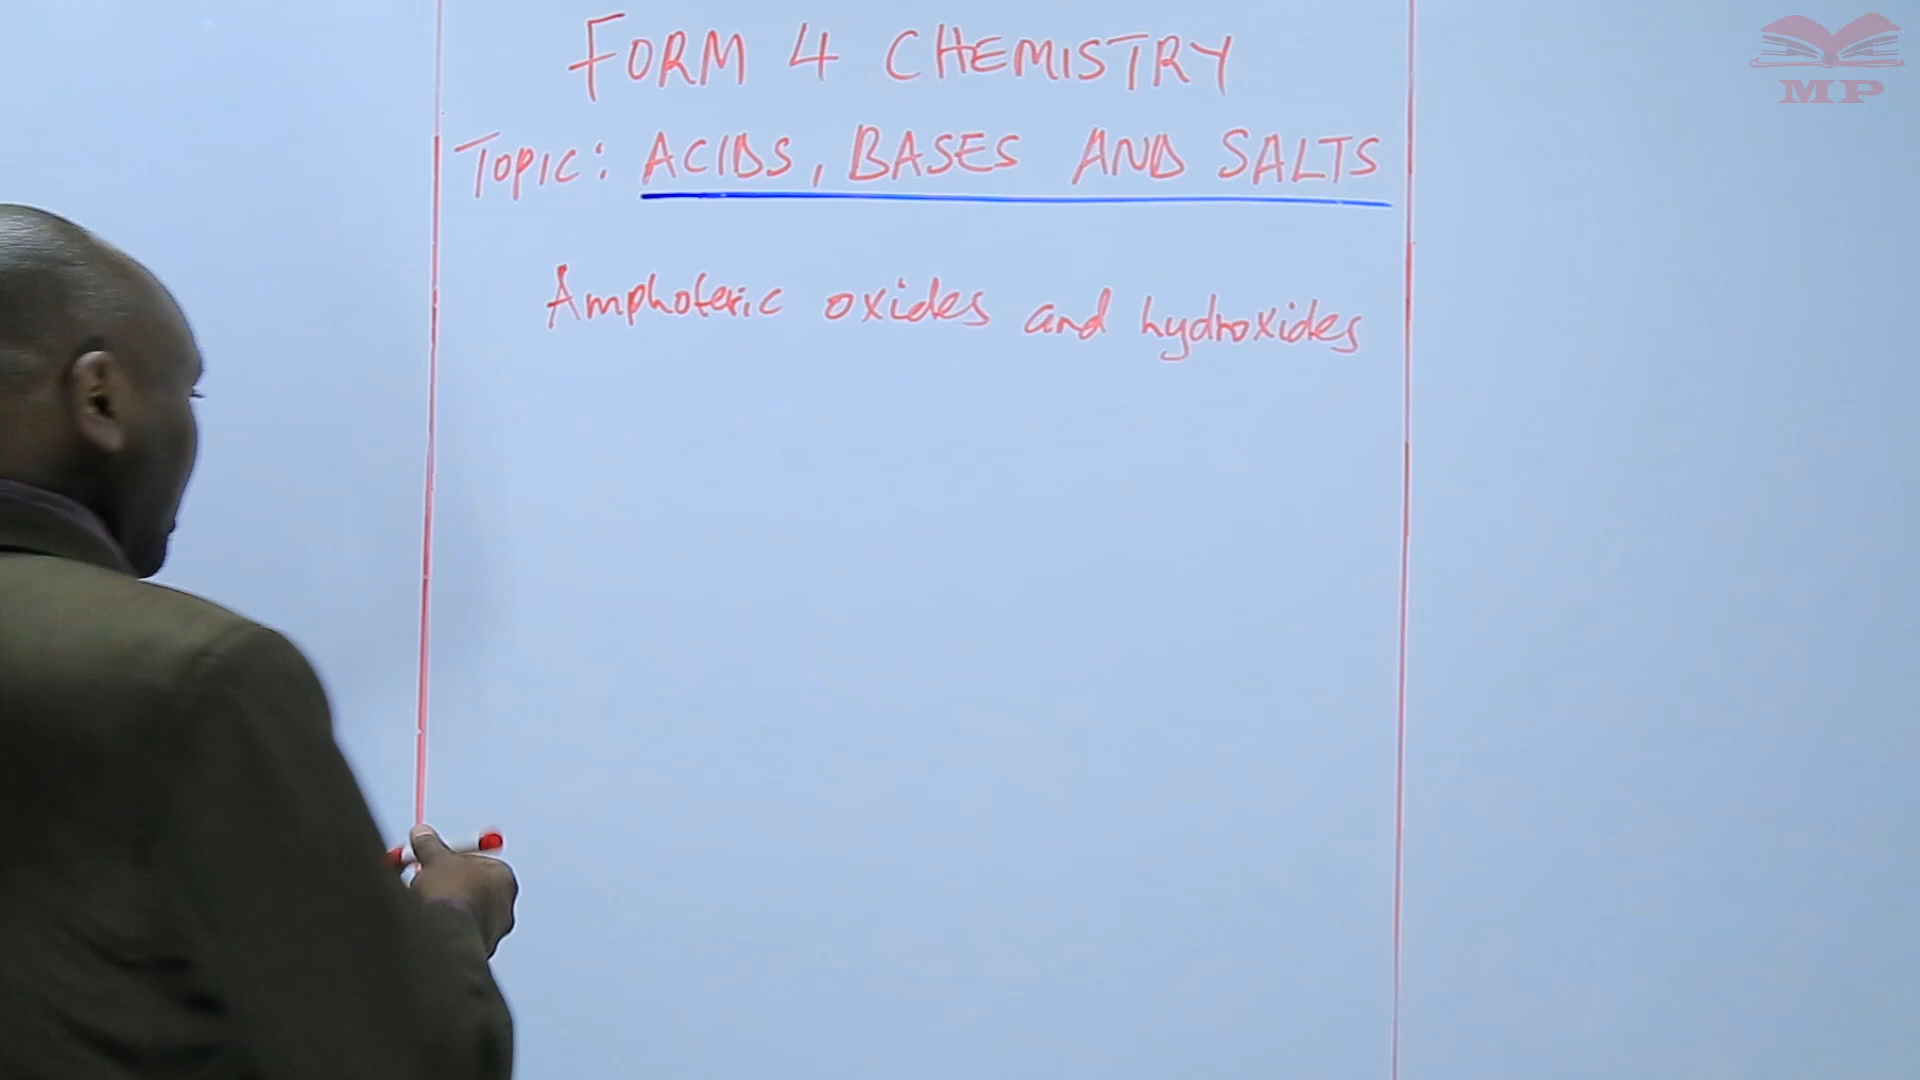 FORM 4 CHEMISTRY
TOPIC: ACIDS, BASES AND SALTS
Amphoteric oxides and hydroxides
MP